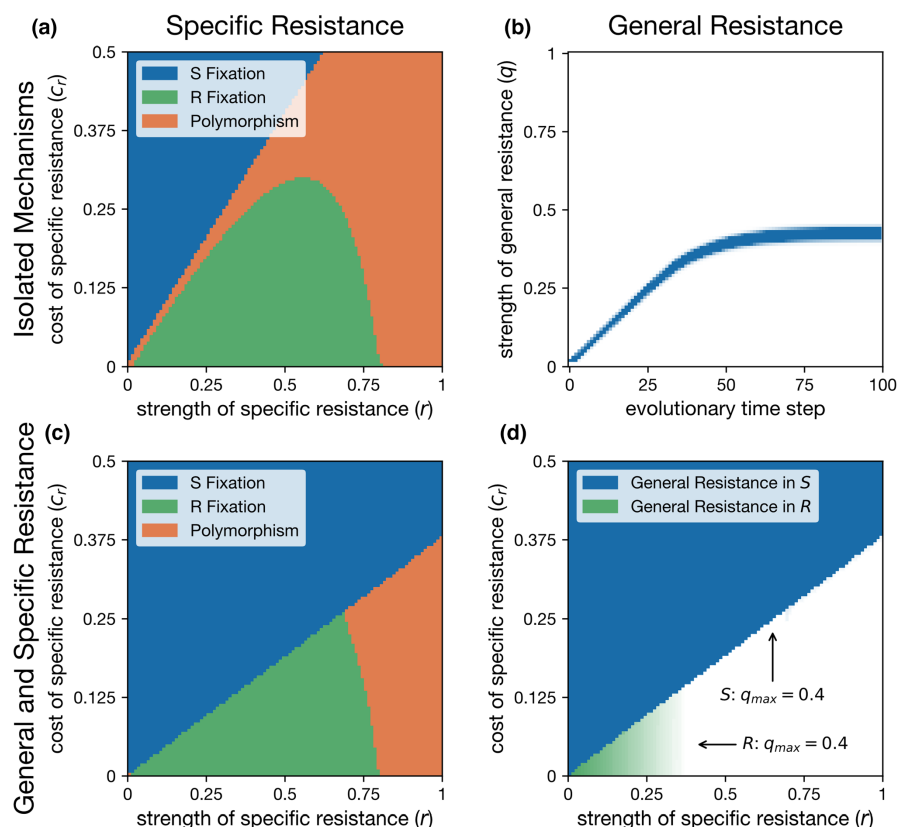 Specific Resistance
General Resistance
Isolated Mechanisms
General and Specific Resistance
(a)
cost of specific resistance (c_r)
0.5
0.375
0.25
0.125
0
S Fixation
R Fixation
Polymorphism
0 0.25 0.5 0.75 1
strength of specific resistance (r)
(b)
strength of general resistance (q)
1
0.75
0.5
0.25
0
0 25 50 75 100
evolutionary time step
(c)
cost of specific resistance (c_r)
0.5
0.375
0.25
0.125
0
S Fixation
R Fixation
Polymorphism
0 0.25 0.5 0.75 1
strength of specific resistance (r)
(d)
cost of specific resistance (c_r)
0.5
0.375
0.25
0.125
0
General Resistance in S
General Resistance in R
S: q_max = 0.4
R: q_max = 0.4
0 0.25 0.5 0.75 1
strength of specific resistance (r)